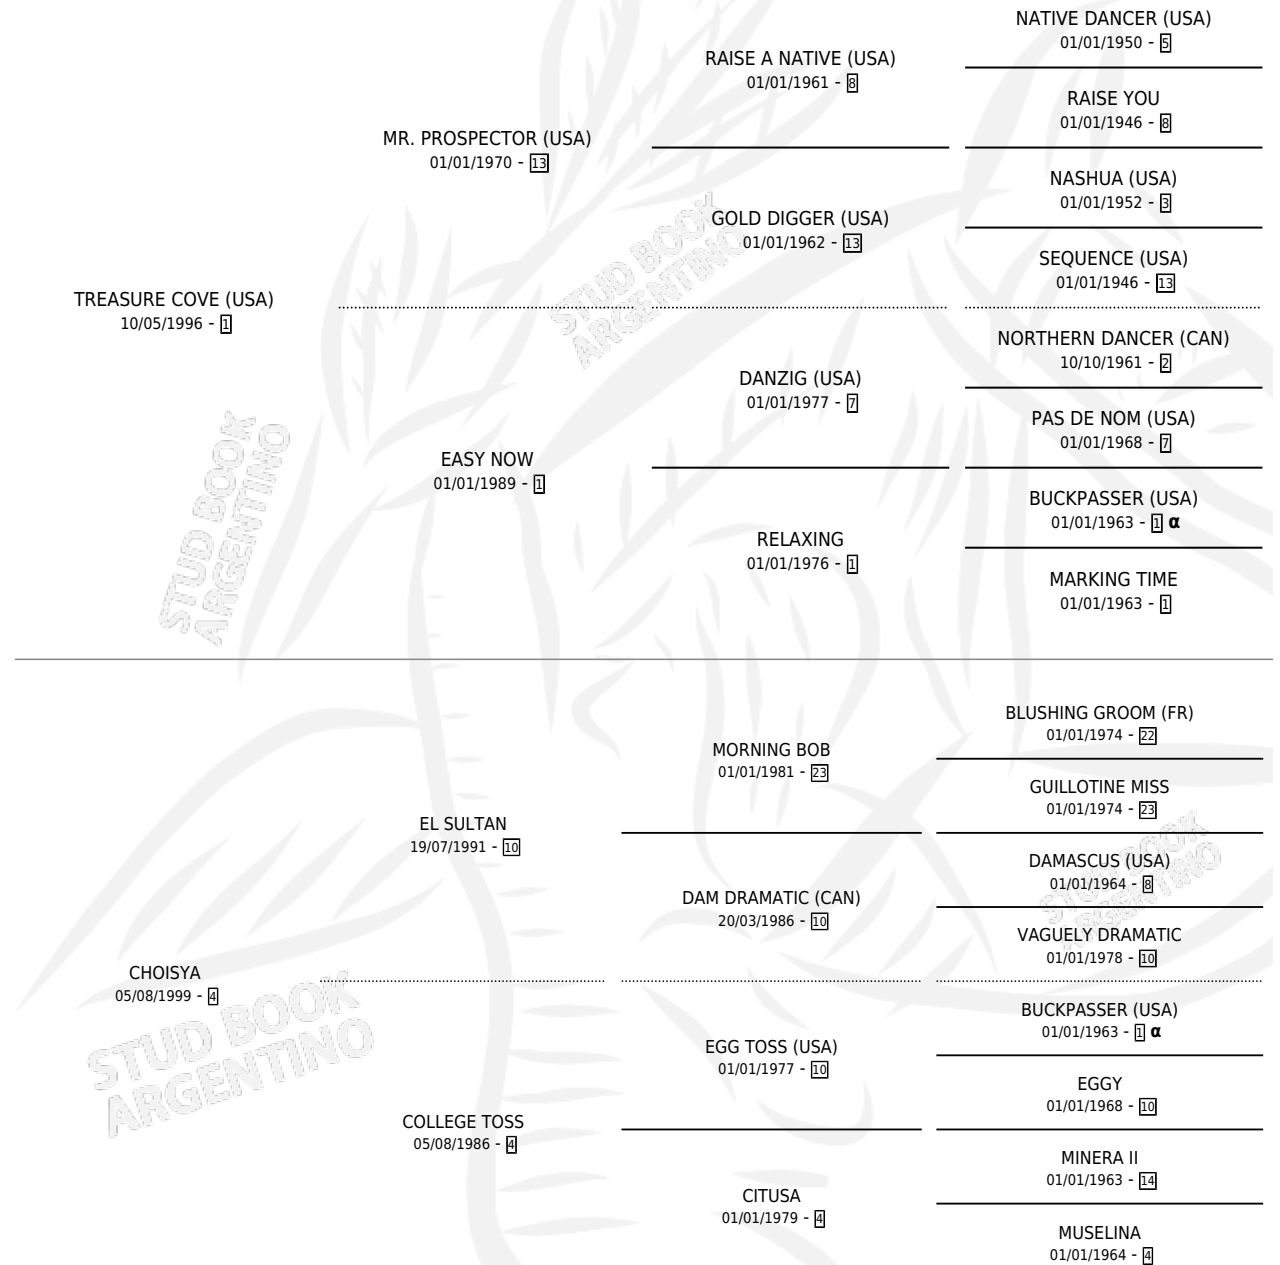 NATIVE DANCER (USA)
01/01/1950 - 5
RAISE A NATIVE (USA)
01/01/1961 - 8
RAISE YOU
01/01/1946 - 8
MR. PROSPECTOR (USA)
01/01/1970 - 13
NASHUA (USA)
01/01/1952 - 3
GOLD DIGGER (USA)
01/01/1962 - 13
SEQUENCE (USA)
01/01/1946 - 13
TREASURE COVE (USA)
10/05/1996 - 1
NORTHERN DANCER (CAN)
10/10/1961 - 2
DANZIG (USA)
01/01/1977 - 7
PAS DE NOM (USA)
01/01/1968 - 7
EASY NOW
01/01/1989 - 1
BUCKPASSER (USA)
01/01/1963 - 1 α
RELAXING
01/01/1976 - 1
MARKING TIME
01/01/1963 - 1
BLUSHING GROOM (FR)
01/01/1974 - 22
MORNING BOB
01/01/1981 - 23
GUILLOTINE MISS
01/01/1974 - 23
EL SULTAN
19/07/1991 - 10
DAMASCUS (USA)
01/01/1964 - 8
DAM DRAMATIC (CAN)
20/03/1986 - 10
VAGUELY DRAMATIC
01/01/1978 - 10
CHOISYA
05/08/1999 - 4
BUCKPASSER (USA)
01/01/1963 - 1 α
EGG TOSS (USA)
01/01/1977 - 10
EGGY
01/01/1968 - 10
COLLEGE TOSS
05/08/1986 - 4
MINERA II
01/01/1963 - 14
CITUSA
01/01/1979 - 4
MUSELINA
01/01/1964 - 4
STUD BOOK
ARGENTINO
STUD BOOK
ARGENTINO
STUD BOOK
ARGENTINO
STUD BOOK
ARGENTINO